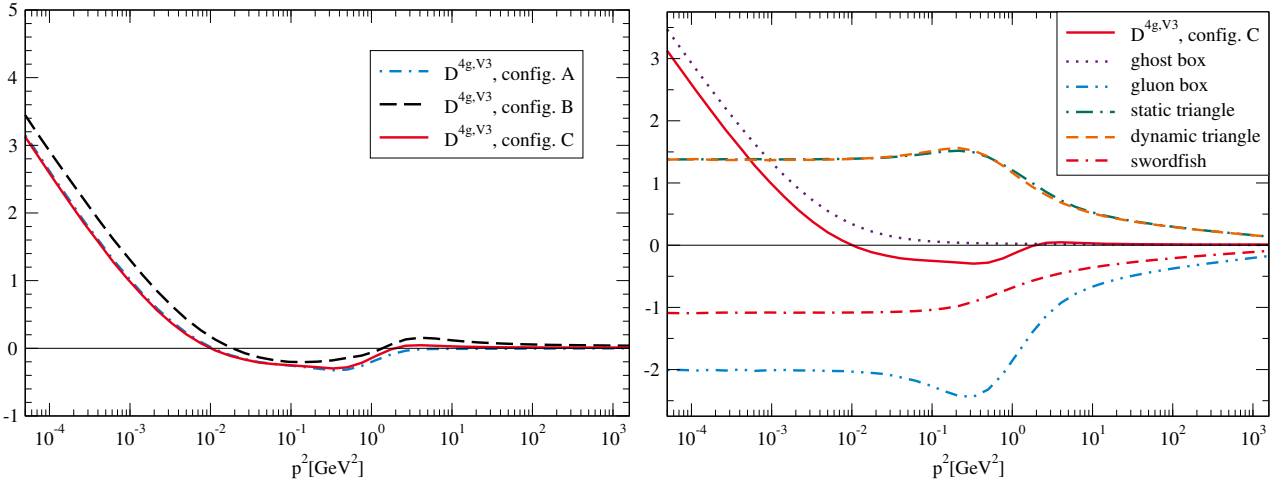 5
4
3
2
1
0
-1
D^4g,V3, config. A
D^4g,V3, config. B
D^4g,V3, config. C
10^-4
10^-3
10^-2
10^-1
10^0
10^1
10^2
10^3
p^2[GeV^2]
3
2
1
0
-1
-2
D^4g,V3, config. C
ghost box
gluon box
static triangle
dynamic triangle
swordfish
10^-4
10^-3
10^-2
10^-1
10^0
10^1
10^2
10^3
p^2[GeV^2]